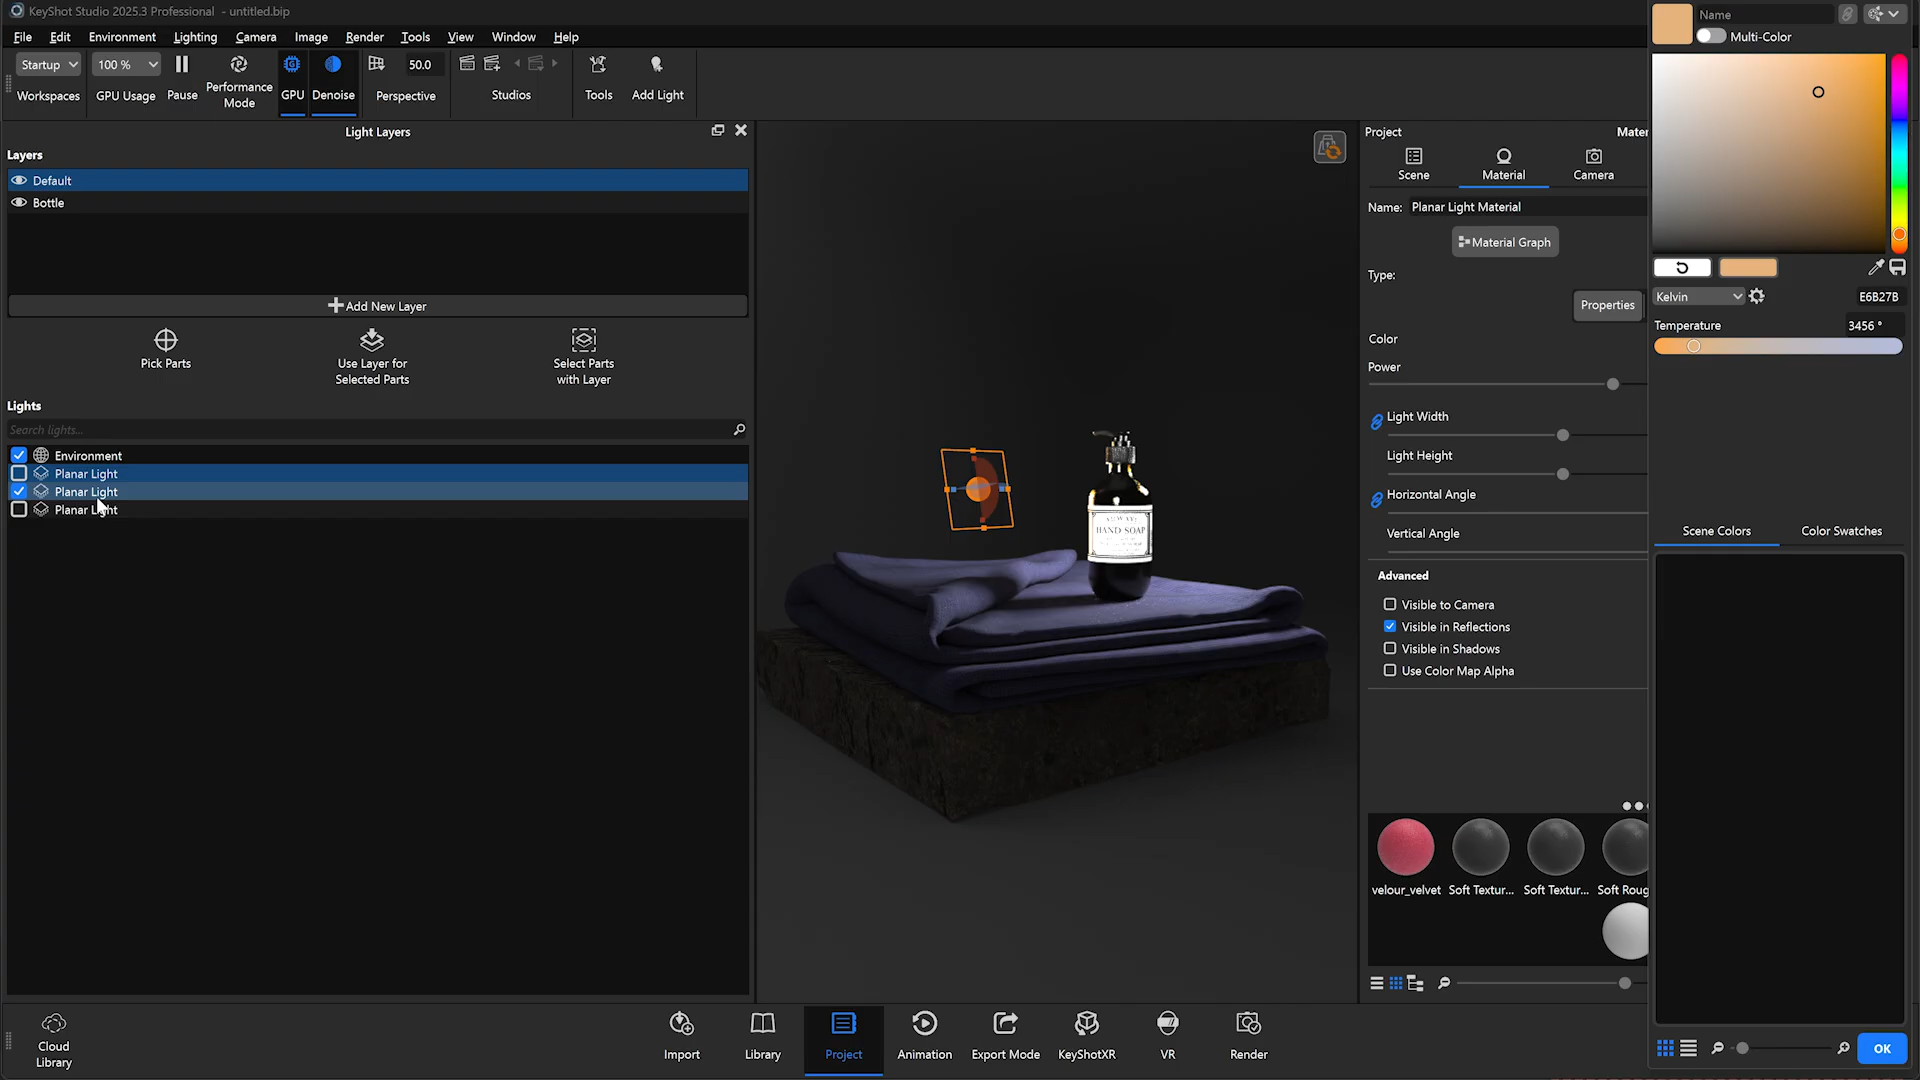 KeyShot Studio 2025.3 Professional - untitled.bip
File Edit Environment Lighting Camera Image Render Tools View Window Help
Startup
Workspaces
100 %
GPU Usage
Pause
Performance
Mode
GPU
Denoise
50.0
Perspective
Studios
Tools
Add Light
Light Layers
Layers
Default
Bottle
Add New Layer
Pick Parts
Use Layer for
Selected Parts
Select Parts
with Layer
Lights
Search lights...
Environment
Planar Light
Planar Light
Planar Light
HAND SOAP
Project
Mater
Scene
Material
Camera
Name: Planar Light Material
Material Graph
Type:
Properties
Color
Power
Light Width
Light Height
Horizontal Angle
Vertical Angle
Advanced
Visible to Camera
Visible in Reflections
Visible in Shadows
Use Color Map Alpha
velour_velvet
Soft Textur...
Soft Textur...
Soft Roug
Name
Multi-Color
Kelvin
E6B27B
Temperature
3456 °
Scene Colors
Color Swatches
OK
Cloud
Library
Import
Library
Project
Animation
Export Mode
KeyShotXR
VR
Render